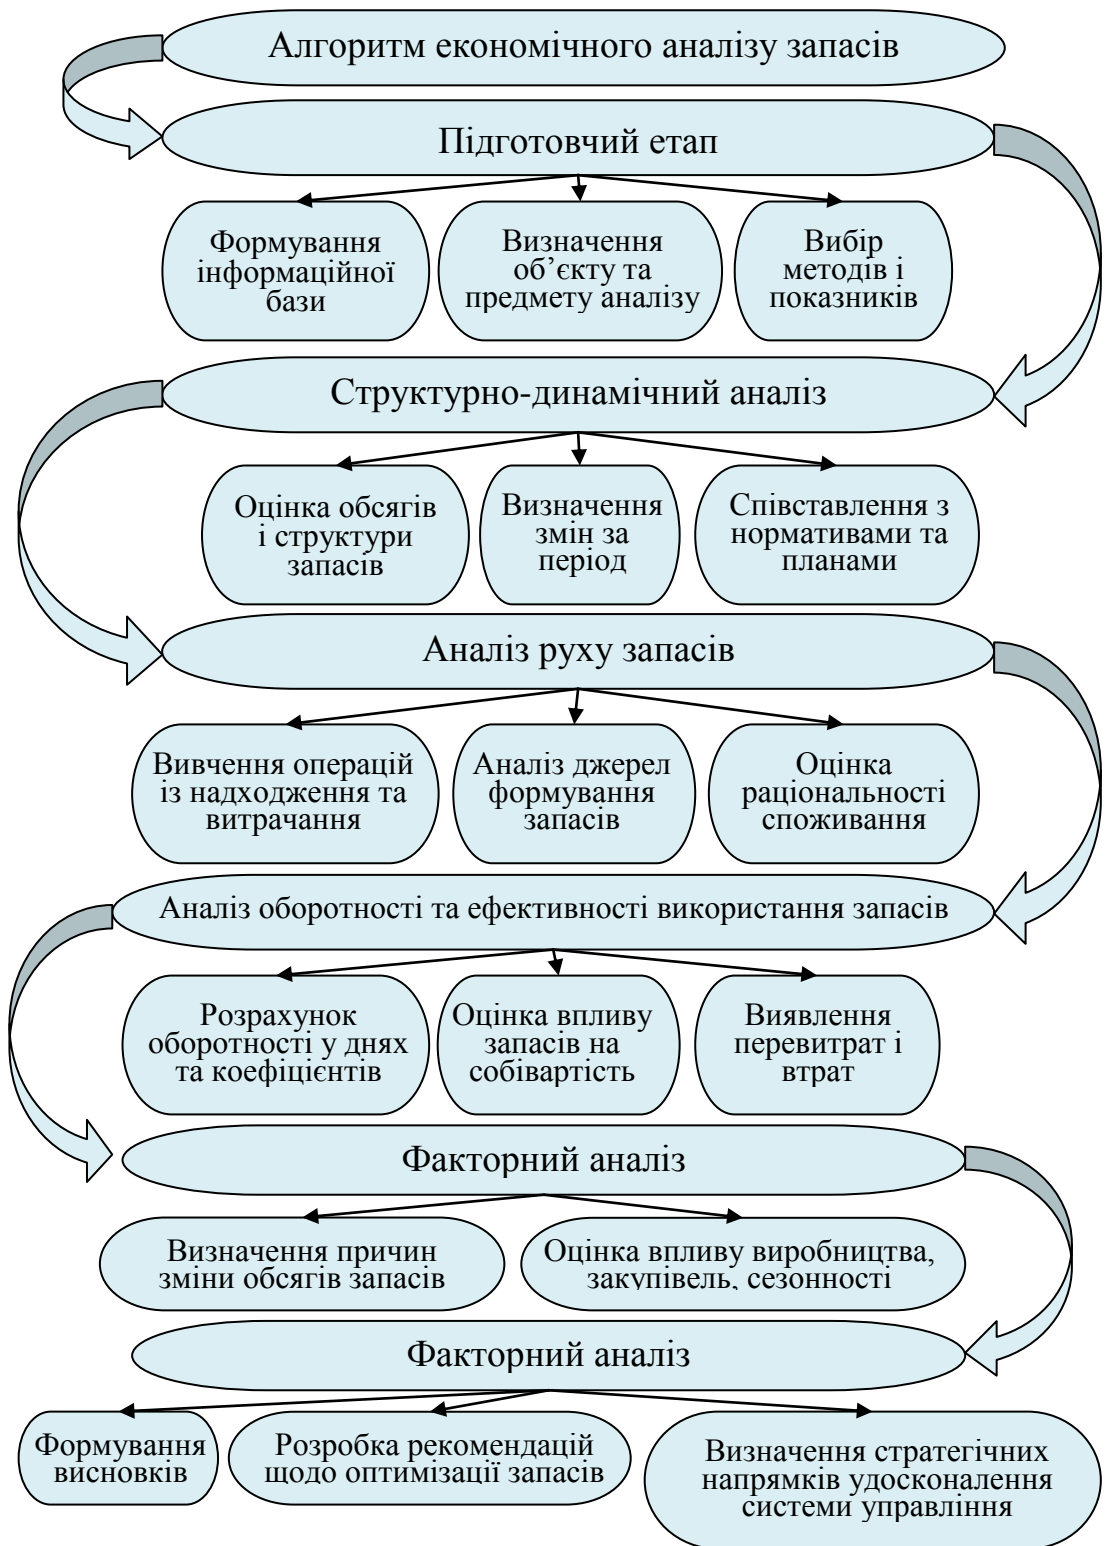 Алгоритм економічного аналізу запасів
Підготовчий етап
Формування
інформаційної
бази
Визначення
об’єкту та
предмету аналізу
Вибір
методів і
показників
Структурно-динамічний аналіз
Оцінка обсягів
і структури
запасів
Визначення
змін за
період
Співставлення з
нормативами та
планами
Аналіз руху запасів
Вивчення операцій
із надходження та
витрачання
Аналіз джерел
формування
запасів
Оцінка
раціональності
споживання
Аналіз оборотності та ефективності використання запасів
Розрахунок
оборотності у днях
та коефіцієнтів
Оцінка впливу
запасів на
собівартість
Виявлення
перевитрат і
втрат
Факторний аналіз
Визначення причин
зміни обсягів запасів
Оцінка впливу виробництва,
закупівель, сезонності
Факторний аналіз
Формування
висновків
Розробка рекомендацій
щодо оптимізації запасів
Визначення стратегічних
напрямків удосконалення
системи управління